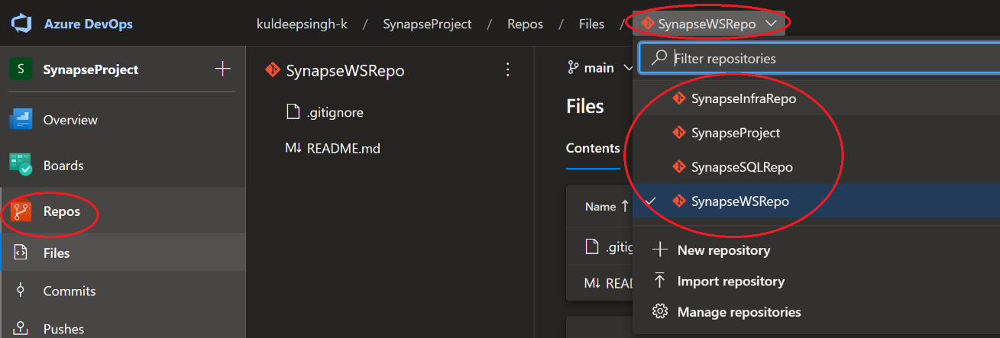 Azure DevOps
kuldeepsingh-k / SynapseProject / Repos / Files / SynapseWSRepo
S SynapseProject
Overview
Boards
Repos
Files
Commits
Pushes
SynapseWSRepo
.gitignore
M↓ README.md
main
Files
Contents
Name ↑
.gitig
M↓ READ
Filter repositories
SynapseInfraRepo
SynapseProject
SynapseSQLRepo
SynapseWSRepo
New repository
Import repository
Manage repositories